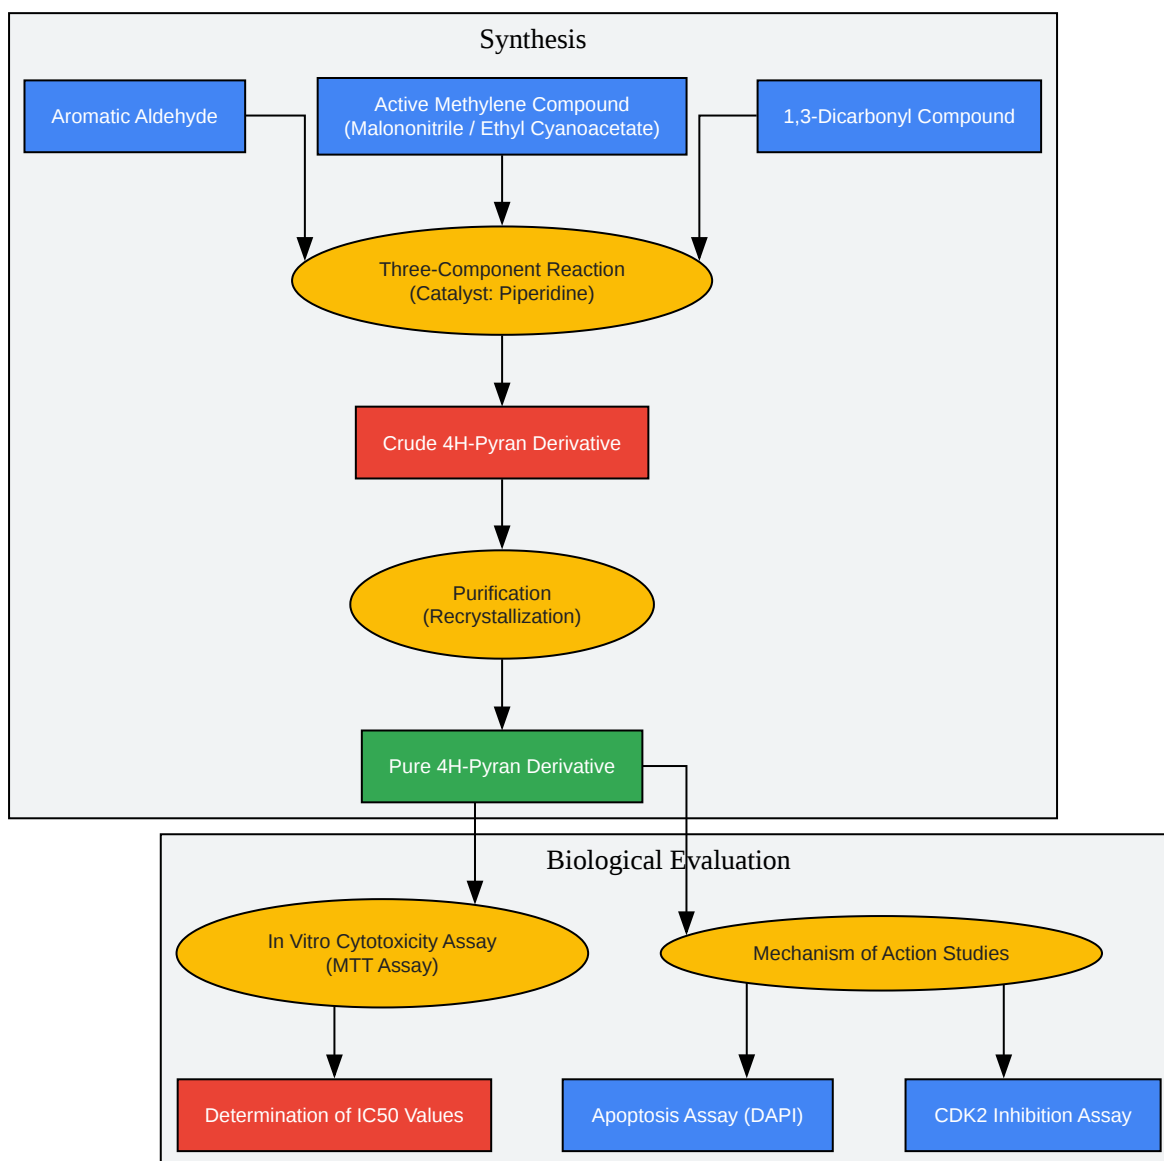 Synthesis
Aromatic Aldehyde
Active Methylene Compound
(Malononitrile / Ethyl Cyanoacetate)
1,3-Dicarbonyl Compound
Three-Component Reaction
(Catalyst: Piperidine)
Crude 4H-Pyran Derivative
Purification
(Recrystallization)
Pure 4H-Pyran Derivative
Biological Evaluation
In Vitro Cytotoxicity Assay
(MTT Assay)
Mechanism of Action Studies
Determination of IC50 Values
Apoptosis Assay (DAPI)
CDK2 Inhibition Assay